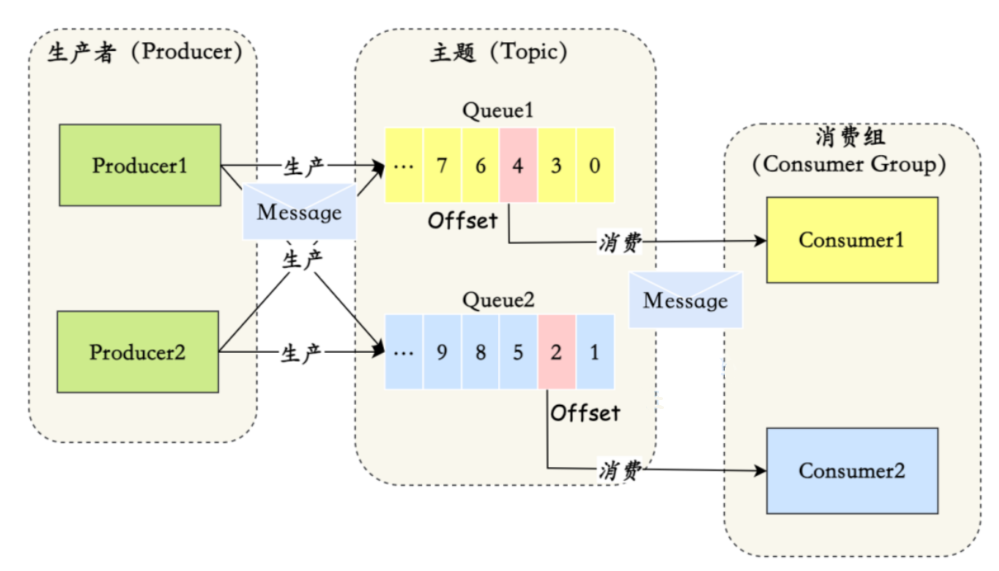 生产者（Producer）
Producer1
Producer2
生产
Message
生产
生产
主题（Topic）
Queue1
... 7 6 4 3 0
Offset
消费
Queue2
... 9 8 5 2 1
Offset
消费
Message
消费组
(Consumer Group)
Consumer1
Consumer2